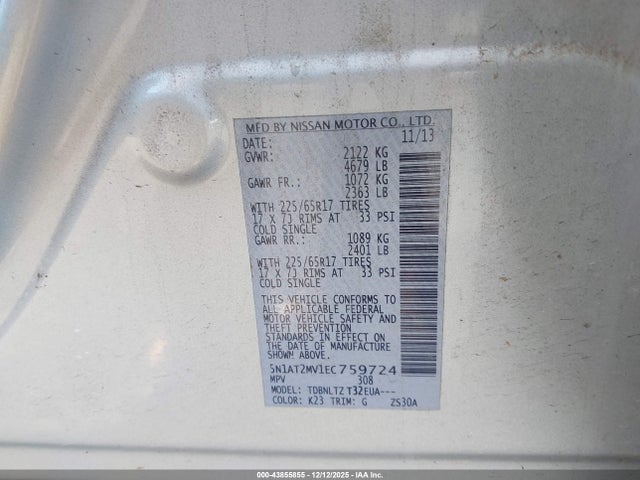 MFD BY NISSAN MOTOR CO., LTD.
DATE: 11/13
GVWR: 2122 KG
4679 LB
GAWR FR.: 1072 KG
2363 LB
WITH 225/65R17 TIRES
17 X 7J RIMS AT 33 PSI
COLD SINGLE
GAWR RR.: 1089 KG
2401 LB
WITH 225/65R17 TIRES
17 X 7J RIMS AT 33 PSI
COLD SINGLE
THIS VEHICLE CONFORMS TO
ALL APPLICABLE FEDERAL
MOTOR VEHICLE SAFETY AND
THEFT PREVENTION
STANDARDS IN EFFECT ON
THE DATE OF MANUFACTURE
SHOWN ABOVE.
5N1AT2MV1EC759724
MPV 308
MODEL: TDBNLTZ T32EUA---
COLOR: K23 TRIM: G ZS30A
000-43855855 - 12/12/2025 - IAA Inc.